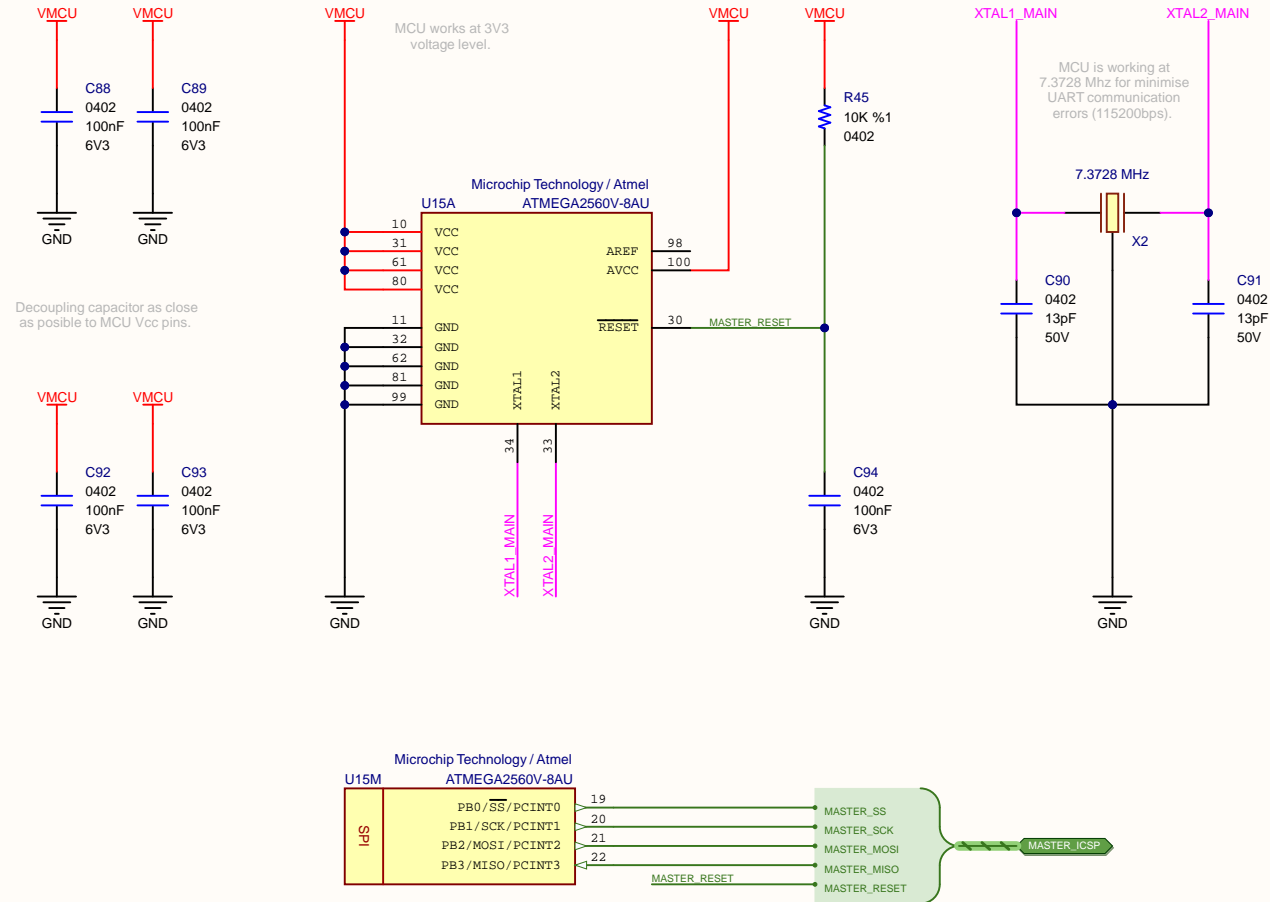 VMCU
VMCU
VMCU
VMCU
VMCU
XTAL1_MAIN
XTAL2_MAIN
MCU works at 3V3
voltage level.
MCU is working at
7.3728 Mhz for minimise
UART communication
errors (115200bps).
C88
0402
100nF
6V3
C89
0402
100nF
6V3
R45
10K %1
0402
GND
GND
Decoupling capacitor as close
as posible to MCU Vcc pins.
Microchip Technology / Atmel
U15A
ATMEGA2560V-8AU
10
VCC
31
VCC
61
VCC
80
VCC
11
GND
32
GND
62
GND
81
GND
99
GND
AREF
98
AVCC
100
RESET
30
MASTER_RESET
XTAL1
XTAL2
34
33
XTAL1_MAIN
XTAL2_MAIN
GND
7.3728 MHz
X2
C90
0402
13pF
50V
C91
0402
13pF
50V
VMCU
VMCU
C92
0402
100nF
6V3
C93
0402
100nF
6V3
C94
0402
100nF
6V3
GND
GND
GND
GND
Microchip Technology / Atmel
U15M
ATMEGA2560V-8AU
SPI
PB0/SS/PCINT0
19
PB1/SCK/PCINT1
20
PB2/MOSI/PCINT2
21
PB3/MISO/PCINT3
22
MASTER_RESET
MASTER_SS
MASTER_SCK
MASTER_MOSI
MASTER_MISO
MASTER_RESET
MASTER_ICSP